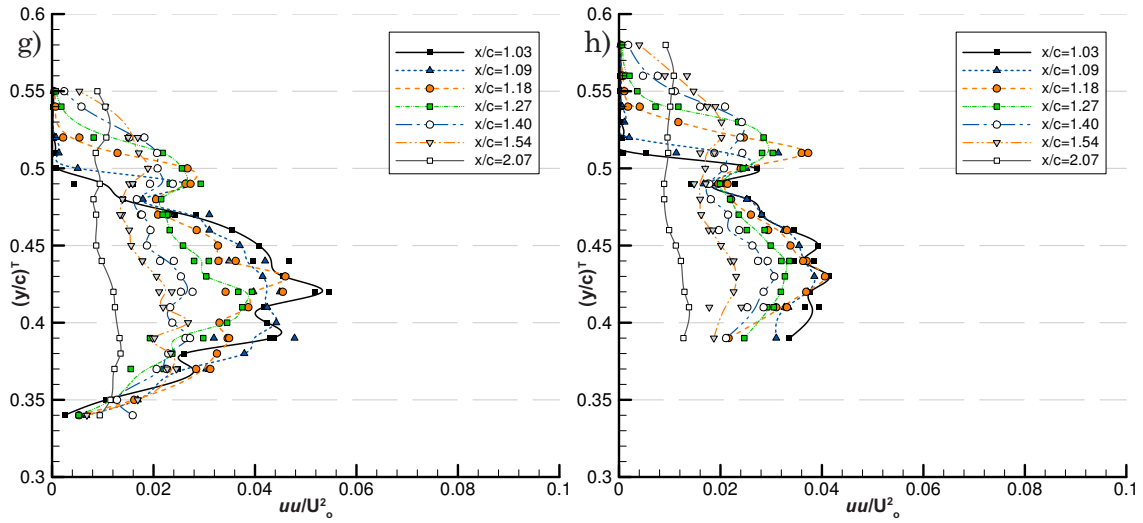 g)
0.6
0.55
0.5
0.45
0.4
0.35
0.3
(y/c)ᵀ
0
0.02
0.04
0.06
0.08
0.1
uu/U²ₒ
x/c=1.03
x/c=1.09
x/c=1.18
x/c=1.27
x/c=1.40
x/c=1.54
x/c=2.07
h)
0.6
0.55
0.5
0.45
0.4
0.35
0.3
(y/c)ᵀ
0
0.02
0.04
0.06
0.08
0.1
uu/U²ₒ
x/c=1.03
x/c=1.09
x/c=1.18
x/c=1.27
x/c=1.40
x/c=1.54
x/c=2.07